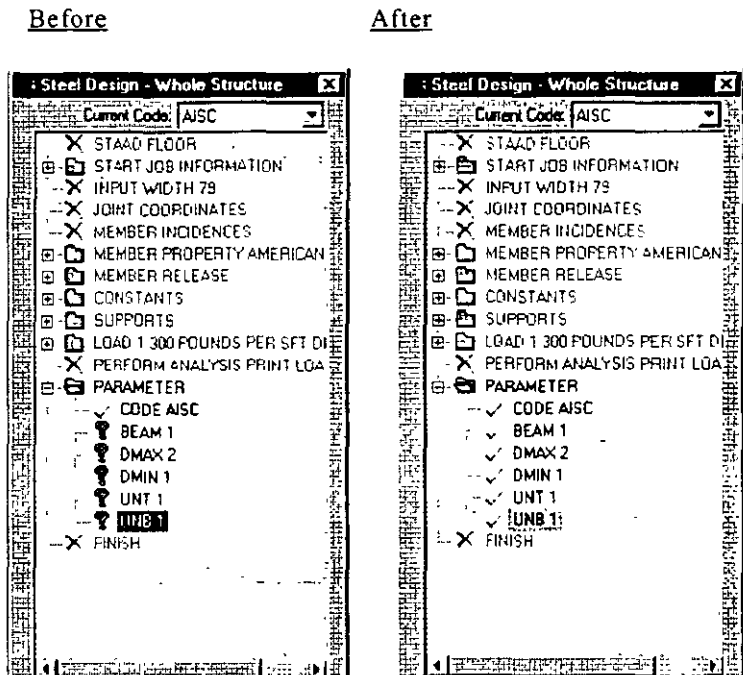 Before
After
Steel Design - Whole Structure
Current Code: AISC
STAAD FLOOR
START JOB INFORMATION
INPUT WIDTH 79
JOINT COORDINATES
MEMBER INCIDENCES
MEMBER PROPERTY AMERICAN
MEMBER RELEASE
CONSTANTS
SUPPORTS
LOAD 1 300 POUNDS PER SFT DI
PERFORM ANALYSIS PRINT LOA
PARAMETER
CODE AISC
BEAM 1
DMAX 2
DMIN 1
UNT 1
UNB 1
FINISH
Steel Design - Whole Structure
Current Code: AISC
STAAD FLOOR
START JOB INFORMATION
INPUT WIDTH 79
JOINT COORDINATES
MEMBER INCIDENCES
MEMBER PROPERTY AMERICAN
MEMBER RELEASE
CONSTANTS
SUPPORTS
LOAD 1 300 POUNDS PER SFT DI
PERFORM ANALYSIS PRINT LOA
PARAMETER
CODE AISC
BEAM 1
DMAX 2
DMIN 1
UNT 1
UNB 1
FINISH